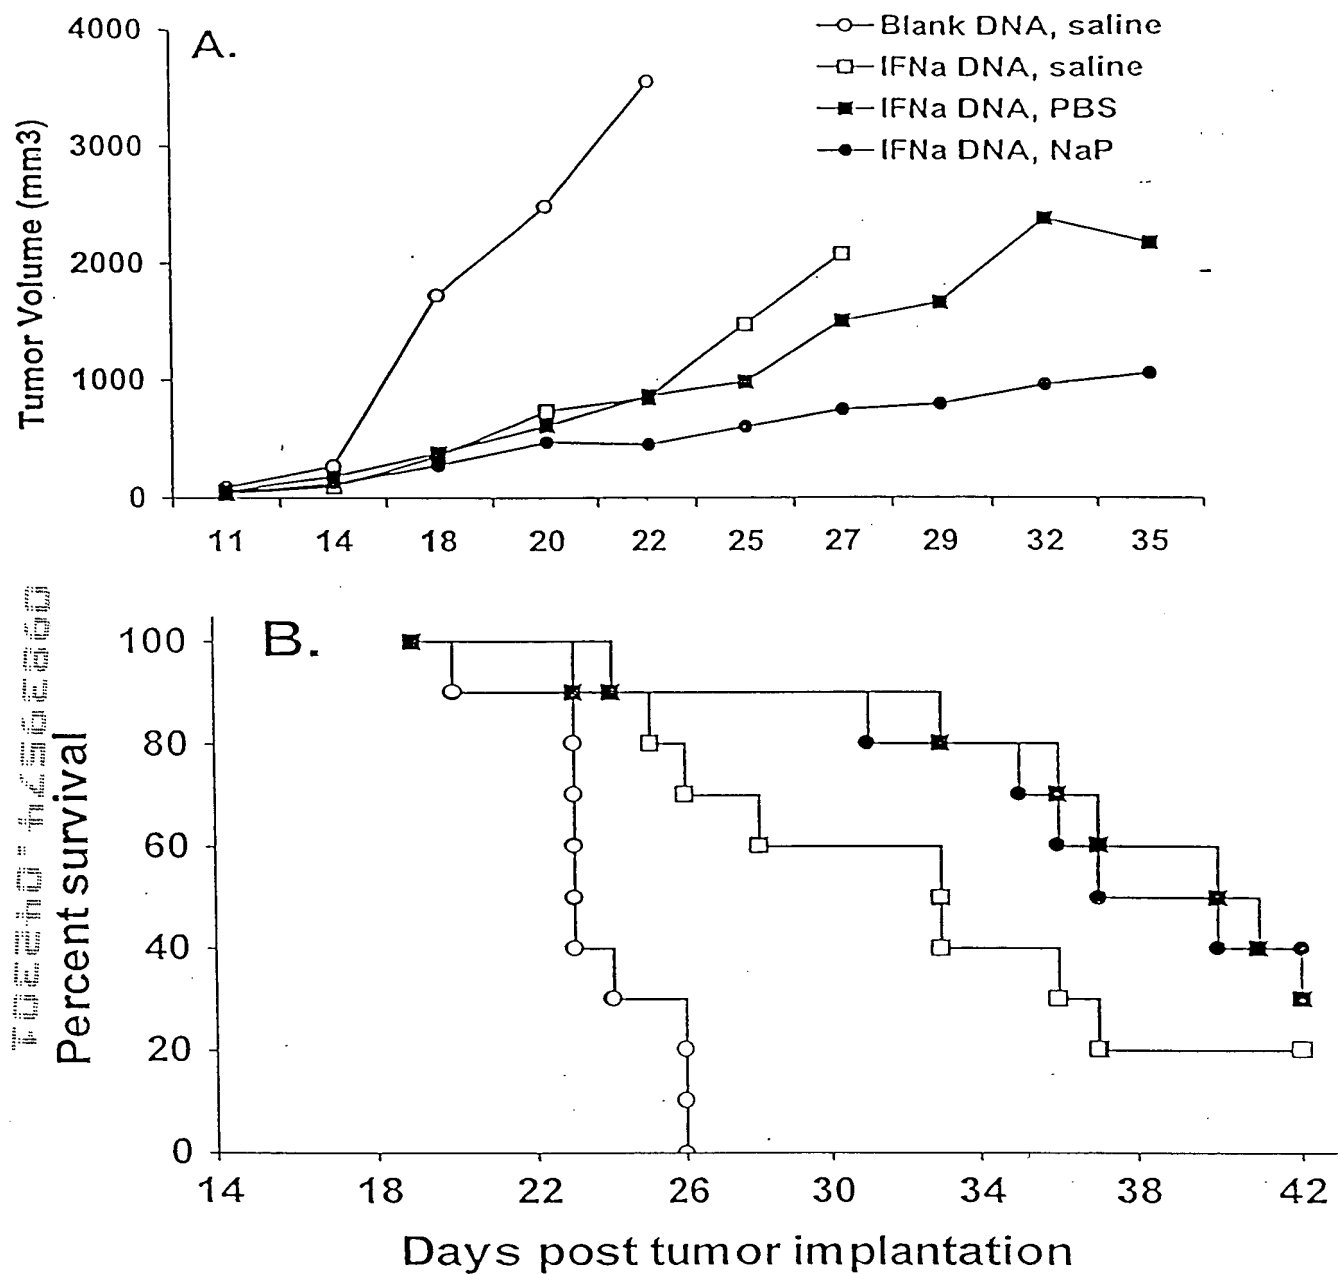 A.
Blank DNA, saline
IFNa DNA, saline
IFNa DNA, PBS
IFNa DNA, NaP
Tumor Volume (mm3)
4000
3000
2000
1000
0
11 14 18 20 22 25 27 29 32 35
B.
Percent survival
100
80
60
40
20
0
14 18 22 26 30 34 38 42
Days post tumor implantation